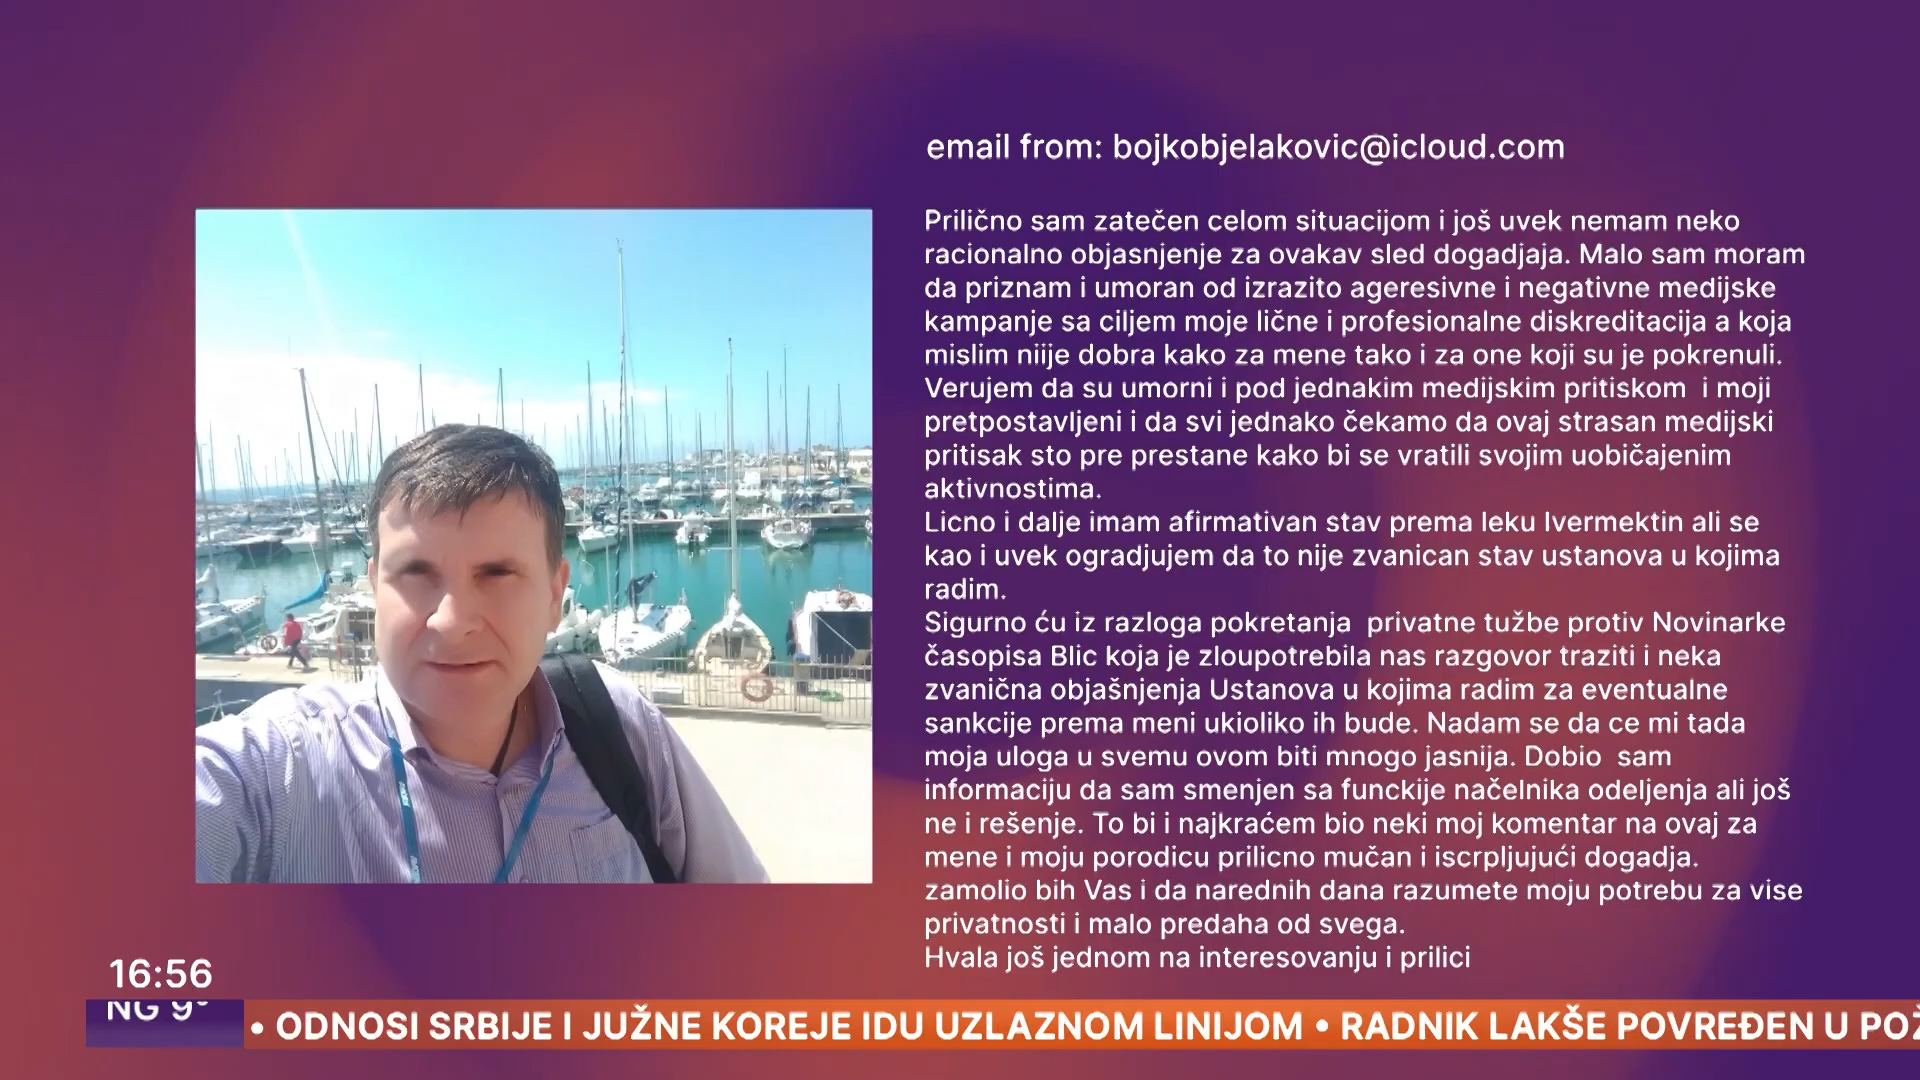 email from: bojkobjelakovic@icloud.com
Prilično sam zatečen celom situacijom i još uvek nemam neko
racionalno objasnjenje za ovakav sled dogadjaja. Malo sam moram
da priznam i umoran od izrazito ageresivne i negativne medijske
kampanje sa ciljem moje lične i profesionalne diskreditacija a koja
mislim niije dobra kako za mene tako i za one koji su je pokrenuli.
Verujem da su umorni i pod jednakim medijskim pritiskom  i moji
pretpostavljeni i da svi jednako čekamo da ovaj strasan medijski
pritisak sto pre prestane kako bi se vratili svojim uobičajenim
aktivnostima.
Licno i dalje imam afirmativan stav prema leku Ivermektin ali se
kao i uvek ogradjujem da to nije zvanican stav ustanova u kojima
radim.
Sigurno ću iz razloga pokretanja  privatne tužbe protiv Novinarke
časopisa Blic koja je zloupotrebila nas razgovor traziti i neka
zvanična objašnjenja Ustanova u kojima radim za eventualne
sankcije prema meni ukioliko ih bude. Nadam se da ce mi tada
moja uloga u svemu ovom biti mnogo jasnija. Dobio  sam
informaciju da sam smenjen sa funckije načelnika odeljenja ali još
ne i rešenje. To bi i najkraćem bio neki moj komentar na ovaj za
mene i moju porodicu prilicno mučan i iscrpljujući dogadja.
zamolio bih Vas i da narednih dana razumete moju potrebu za vise
privatnosti i malo predaha od svega.
Hvala još jednom na interesovanju i prilici
16:56
NG 9°
• ODNOSI SRBIJE I JUŽNE KOREJE IDU UZLAZNOM LINIJOM • RADNIK LAKŠE POVREĐEN U POŽ